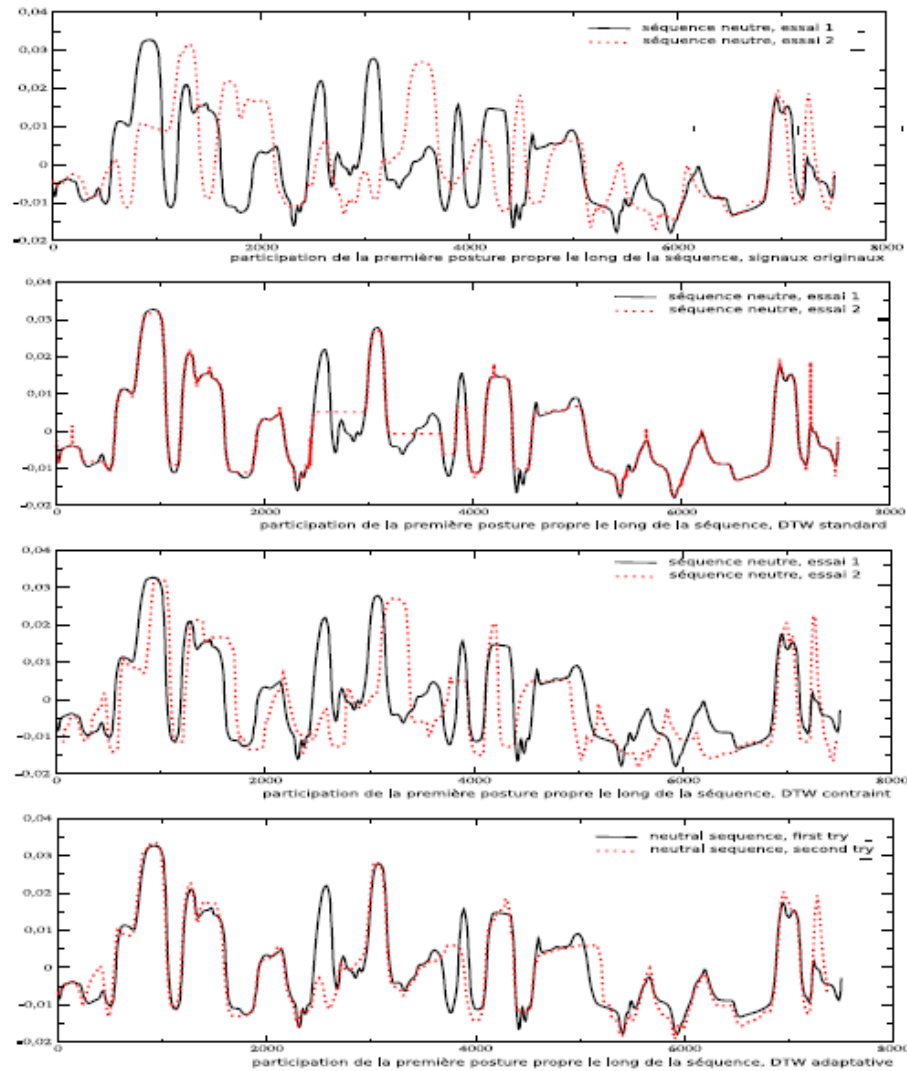 0,04
séquence neutre, essai 1
séquence neutre, essai 2
0,03
0,02
0,01
0
-0,01
-0,02
0 2000 4000 6000 8000
participation de la première posture propre le long de la séquence, signaux originaux
0,04
séquence neutre, essai 1
séquence neutre, essai 2
0,03
0,02
0,01
0
-0,01
-0,02
0 2000 4000 6000 8000
participation de la première posture propre le long de la séquence, DTW standard
0,04
séquence neutre, essai 1
séquence neutre, essai 2
0,03
0,02
0,01
0
-0,01
-0,02
0 2000 4000 6000 8000
participation de la première posture propre le long de la séquence, DTW contraint
0,04
neutral sequence, first try
neutral sequence, second try
0,03
0,02
0,01
0
-0,01
-0,02
0 2000 4000 6000 8000
participation de la première posture propre le long de la séquence, DTW adaptative